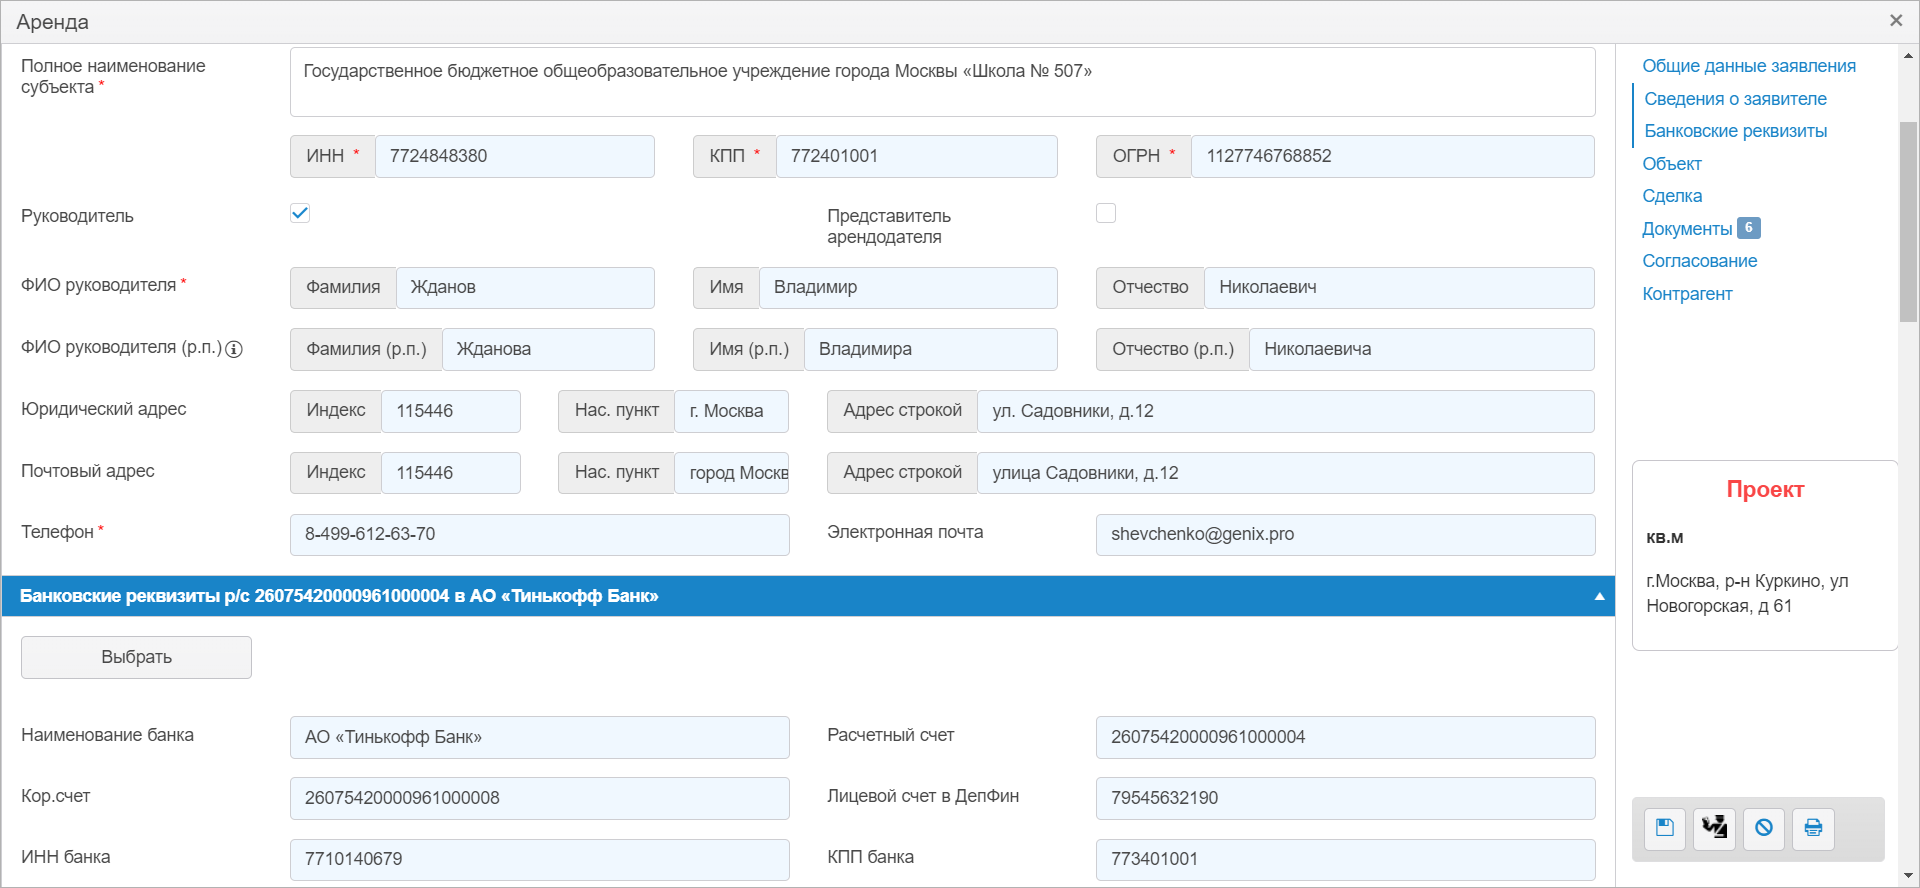 Аренда
Полное наименование
субъекта *
Государственное бюджетное общеобразовательное учреждение города Москвы «Школа № 507»
ИНН * 7724848380 КПП * 772401001 ОГРН * 1127746768852
Руководитель Представитель
арендодателя
ФИО руководителя * Фамилия Жданов Имя Владимир Отчество Николаевич
ФИО руководителя (р.п.) Фамилия (р.п.) Жданова Имя (р.п.) Владимира Отчество (р.п.) Николаевича
Юридический адрес Индекс 115446 Нас. пункт г. Москва Адрес строкой ул. Садовники, д.12
Почтовый адрес Индекс 115446 Нас. пункт город Москв Адрес строкой улица Садовники, д.12
Телефон * 8-499-612-63-70 Электронная почта shevchenko@genix.pro
Банковские реквизиты р/с 26075420000961000004 в АО «Тинькофф Банк»
Выбрать
Наименование банка АО «Тинькофф Банк» Расчетный счет 26075420000961000004
Кор.счет 26075420000961000008 Лицевой счет в ДепФин 79545632190
ИНН банка 7710140679 КПП банка 773401001
Общие данные заявления
Сведения о заявителе
Банковские реквизиты
Объект
Сделка
Документы 6
Согласование
Контрагент
Проект
кв.м
г.Москва, р-н Куркино, ул
Новогорская, д 61